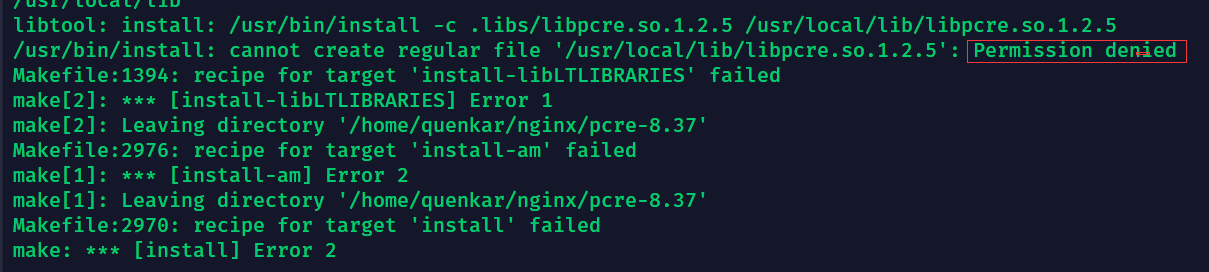 /usr/local/lib
libtool: install: /usr/bin/install -c .libs/libpcre.so.1.2.5 /usr/local/lib/libpcre.so.1.2.5
/usr/bin/install: cannot create regular file '/usr/local/lib/libpcre.so.1.2.5': Permission denied
Makefile:1394: recipe for target 'install-libLTLIBRARIES' failed
make[2]: *** [install-libLTLIBRARIES] Error 1
make[2]: Leaving directory '/home/quenkar/nginx/pcre-8.37'
Makefile:2976: recipe for target 'install-am' failed
make[1]: *** [install-am] Error 2
make[1]: Leaving directory '/home/quenkar/nginx/pcre-8.37'
Makefile:2970: recipe for target 'install' failed
make: *** [install] Error 2